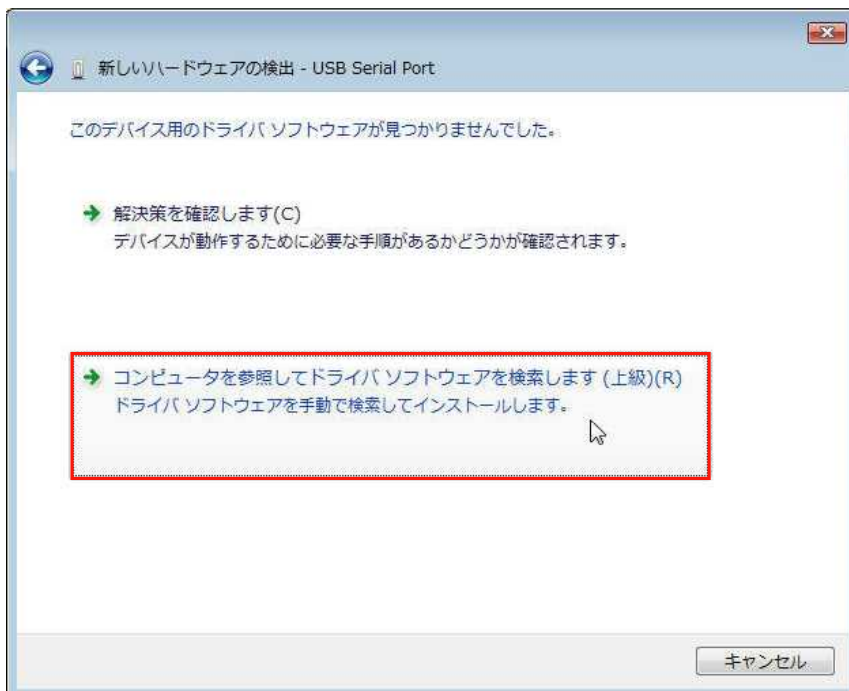 新しいハードウェアの検出 - USB Serial Port
このデバイス用のドライバ ソフトウェアが見つかりませんでした。
解決策を確認します(C)
デバイスが動作するために必要な手順があるかどうかが確認されます。
コンピュータを参照してドライバ ソフトウェアを検索します (上級)(R)
ドライバ ソフトウェアを手動で検索してインストールします。
キャンセル